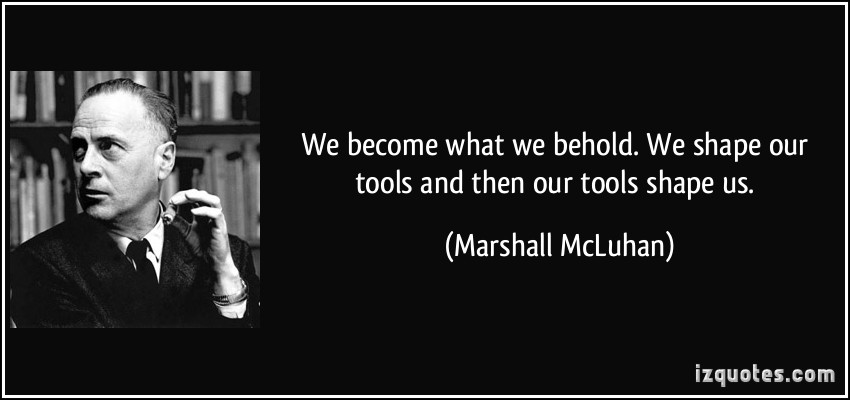 We become what we behold. We shape our
tools and then our tools shape us.
(Marshall McLuhan)
izquotes.com